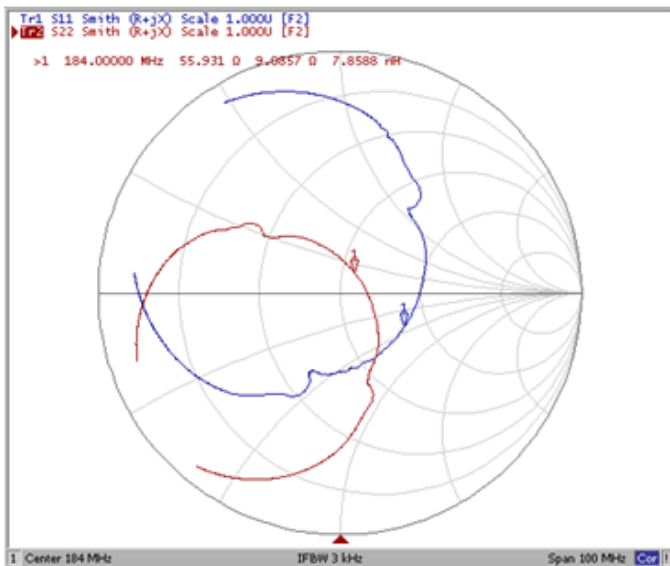 Tr1 S11 Smith (R+jX) Scale 1.000U [F2]
Tr2 S22 Smith (R+jX) Scale 1.000U [F2]
>1 184.00000 MHz 55.931 Ω 9.0857 Ω 7.8588 nH
1
1
1 Center 184 MHz IFBW 3 kHz Span 100 MHz Cor !